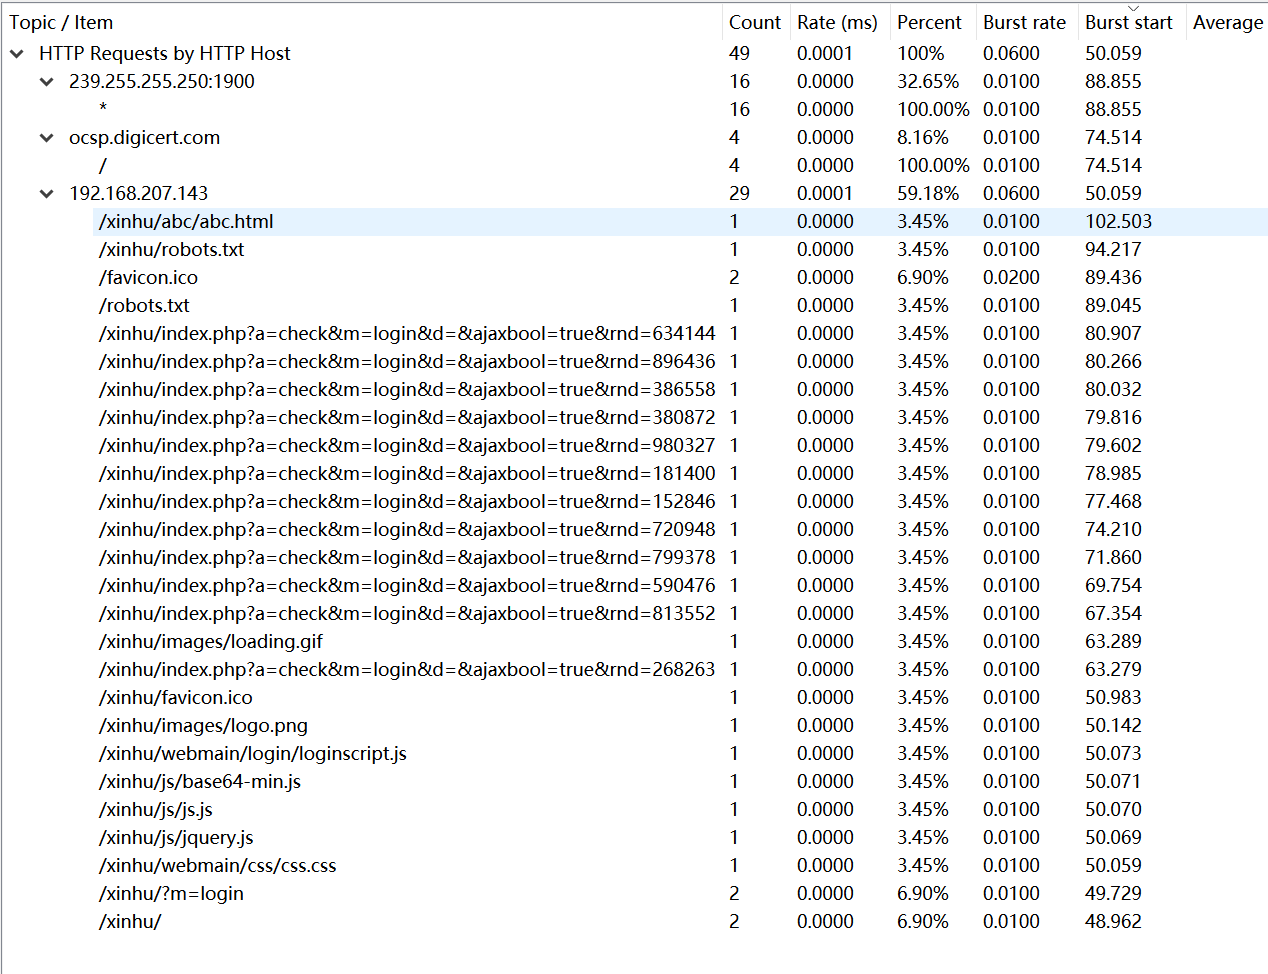 Topic / Item Count Rate (ms) Percent Burst rate Burst start Average
HTTP Requests by HTTP Host 49 0.0001 100% 0.0600 50.059
239.255.255.250:1900 16 0.0000 32.65% 0.0100 88.855
* 16 0.0000 100.00% 0.0100 88.855
ocsp.digicert.com 4 0.0000 8.16% 0.0100 74.514
/ 4 0.0000 100.00% 0.0100 74.514
192.168.207.143 29 0.0001 59.18% 0.0600 50.059
/xinhu/abc/abc.html 1 0.0000 3.45% 0.0100 102.503
/xinhu/robots.txt 1 0.0000 3.45% 0.0100 94.217
/favicon.ico 2 0.0000 6.90% 0.0200 89.436
/robots.txt 1 0.0000 3.45% 0.0100 89.045
/xinhu/index.php?a=check&m=login&d=&ajaxbool=true&rnd=634144 1 0.0000 3.45% 0.0100 80.907
/xinhu/index.php?a=check&m=login&d=&ajaxbool=true&rnd=896436 1 0.0000 3.45% 0.0100 80.266
/xinhu/index.php?a=check&m=login&d=&ajaxbool=true&rnd=386558 1 0.0000 3.45% 0.0100 80.032
/xinhu/index.php?a=check&m=login&d=&ajaxbool=true&rnd=380872 1 0.0000 3.45% 0.0100 79.816
/xinhu/index.php?a=check&m=login&d=&ajaxbool=true&rnd=980327 1 0.0000 3.45% 0.0100 79.602
/xinhu/index.php?a=check&m=login&d=&ajaxbool=true&rnd=181400 1 0.0000 3.45% 0.0100 78.985
/xinhu/index.php?a=check&m=login&d=&ajaxbool=true&rnd=152846 1 0.0000 3.45% 0.0100 77.468
/xinhu/index.php?a=check&m=login&d=&ajaxbool=true&rnd=720948 1 0.0000 3.45% 0.0100 74.210
/xinhu/index.php?a=check&m=login&d=&ajaxbool=true&rnd=799378 1 0.0000 3.45% 0.0100 71.860
/xinhu/index.php?a=check&m=login&d=&ajaxbool=true&rnd=590476 1 0.0000 3.45% 0.0100 69.754
/xinhu/index.php?a=check&m=login&d=&ajaxbool=true&rnd=813552 1 0.0000 3.45% 0.0100 67.354
/xinhu/images/loading.gif 1 0.0000 3.45% 0.0100 63.289
/xinhu/index.php?a=check&m=login&d=&ajaxbool=true&rnd=268263 1 0.0000 3.45% 0.0100 63.279
/xinhu/favicon.ico 1 0.0000 3.45% 0.0100 50.983
/xinhu/images/logo.png 1 0.0000 3.45% 0.0100 50.142
/xinhu/webmain/login/loginscript.js 1 0.0000 3.45% 0.0100 50.073
/xinhu/js/base64-min.js 1 0.0000 3.45% 0.0100 50.071
/xinhu/js/js.js 1 0.0000 3.45% 0.0100 50.070
/xinhu/js/jquery.js 1 0.0000 3.45% 0.0100 50.069
/xinhu/webmain/css/css.css 1 0.0000 3.45% 0.0100 50.059
/xinhu/?m=login 2 0.0000 6.90% 0.0100 49.729
/xinhu/ 2 0.0000 6.90% 0.0100 48.962